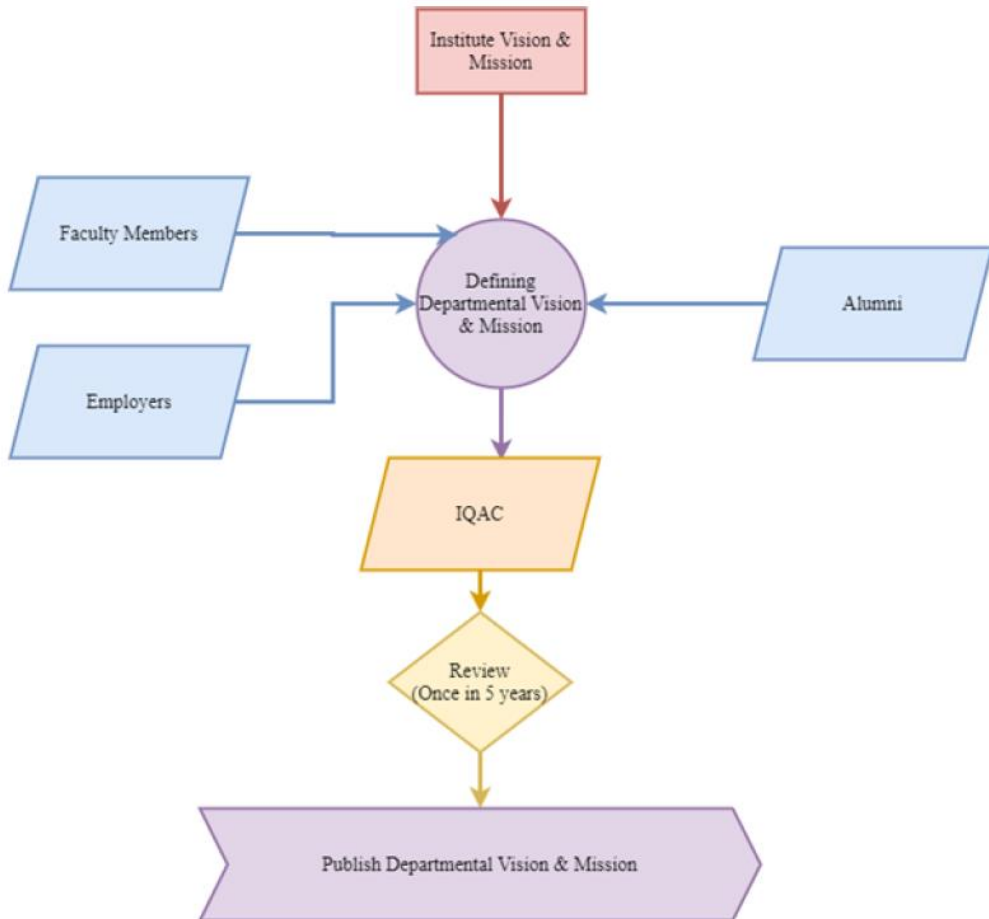 Institute Vision &
Mission
Faculty Members
Defining
Departmental Vision
& Mission
Alumni
Employers
IQAC
Review
(Once in 5 years)
Publish Departmental Vision & Mission